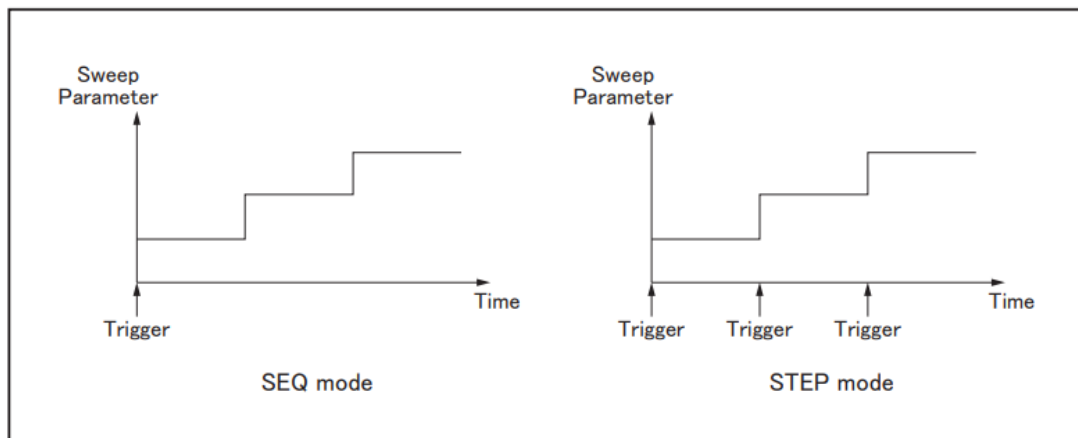 Sweep
Parameter
Time
Trigger
SEQ mode
Sweep
Parameter
Time
Trigger Trigger Trigger
STEP mode